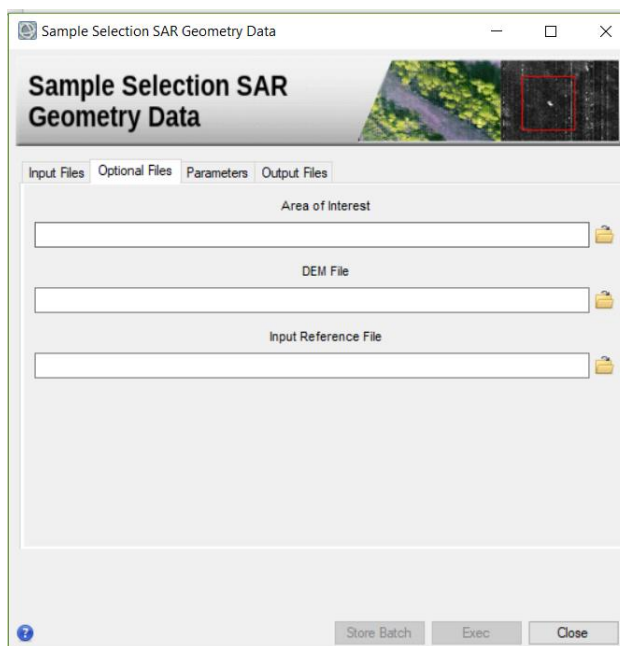 Sample Selection SAR Geometry Data
Sample Selection SAR
Geometry Data
Input Files Optional Files Parameters Output Files
Area of Interest
DEM File
Input Reference File
? Store Batch Exec Close